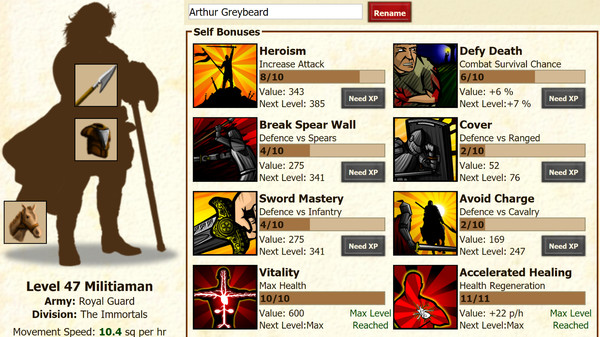 Arthur Greybeard
Rename
Self Bonuses
Heroism
Increase Attack
8/10
Value: 343
Next Level: 385
Need XP
Defy Death
Combat Survival Chance
6/10
Value: +6 %
Next Level:+7 %
Need XP
Break Spear Wall
Defence vs Spears
4/10
Value: 275
Next Level: 341
Need XP
Cover
Defence vs Ranged
2/10
Value: 52
Next Level: 76
Need XP
Sword Mastery
Defence vs Infantry
4/10
Value: 275
Next Level: 341
Need XP
Avoid Charge
Defence vs Cavalry
2/10
Value: 169
Next Level: 247
Need XP
Vitality
Max Health
10/10
Value: 600
Next Level:Max
Max Level
Reached
Accelerated Healing
Health Regeneration
11/11
Value: +22 p/h
Next Level:Max
Max Level
Reached
Level 47 Militiaman
Army: Royal Guard
Division: The Immortals
Movement Speed: 10.4 sq per hr